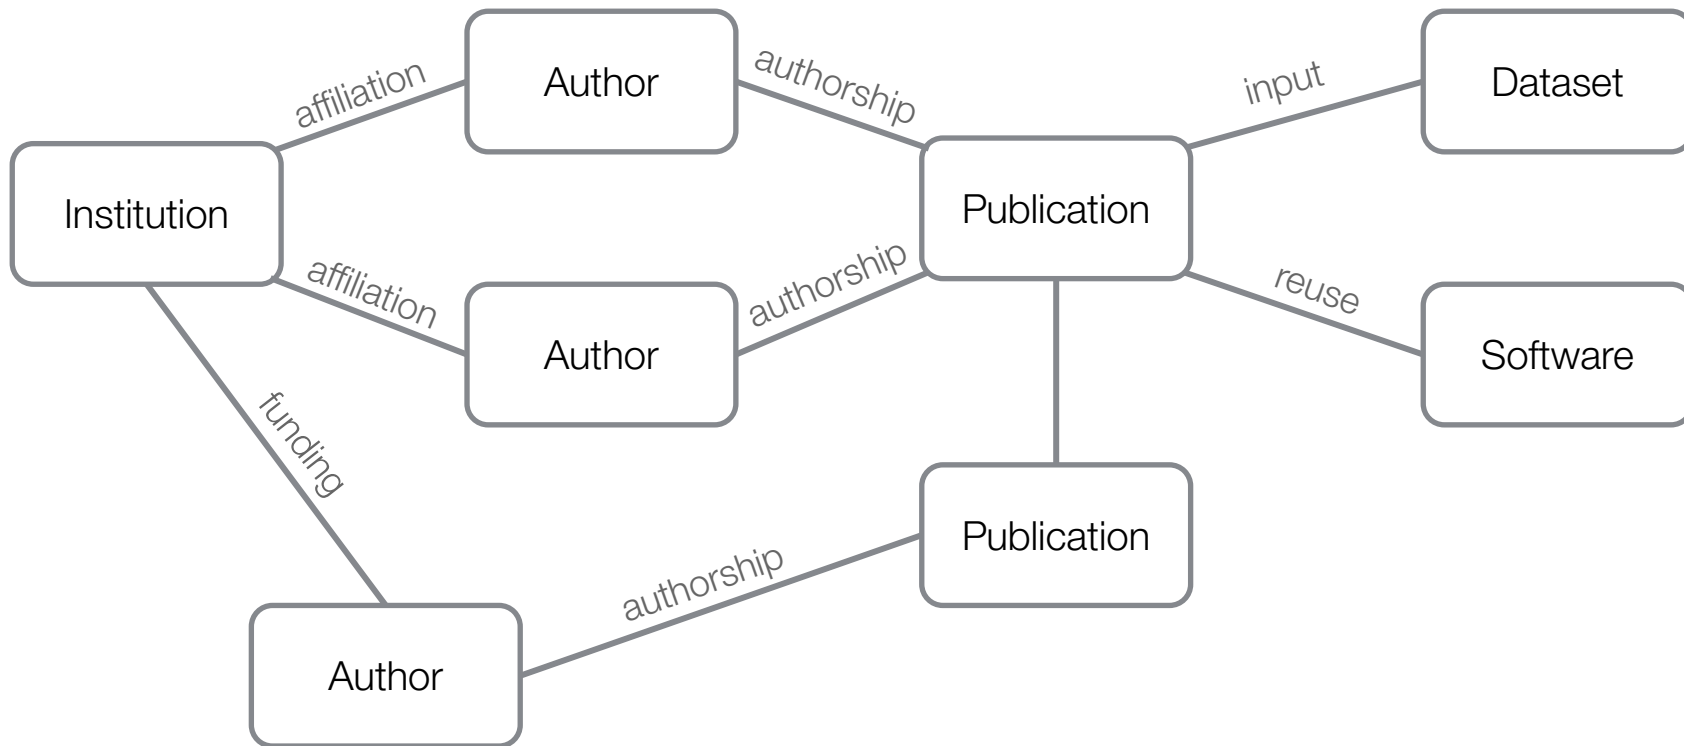 affiliation
Author
authorship
input
Dataset
Institution
Publication
affiliation
Author
authorship
reuse
Software
funding
Publication
authorship
Author